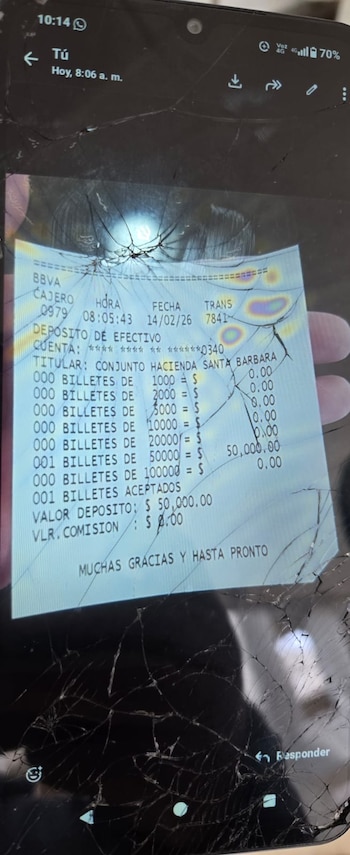 10:14
Voz
4G 4G 70%
Tú
Hoy, 8:06 a. m.
================================
BBVA
CAJERO HORA FECHA TRANS
0979 08:05:43 14/02/26 7841
DEPOSITO DE EFECTIVO
CUENTA: **** **** ** ******0340
TITULAR: CONJUNTO HACIENDA SANTA BARBARA
000 BILLETES DE 1000 = $ 0.00
000 BILLETES DE 2000 = $ 0.00
000 BILLETES DE 5000 = $ 0.00
000 BILLETES DE 10000 = $ 0.00
000 BILLETES DE 20000 = $ 0.00
001 BILLETES DE 50000 = $ 50,000.00
000 BILLETES DE 100000 = $ 0.00
001 BILLETES ACEPTADOS
VALOR DEPOSITO: $ 50,000.00
VLR.COMISION : $ 0.00
MUCHAS GRACIAS Y HASTA PRONTO
Responder